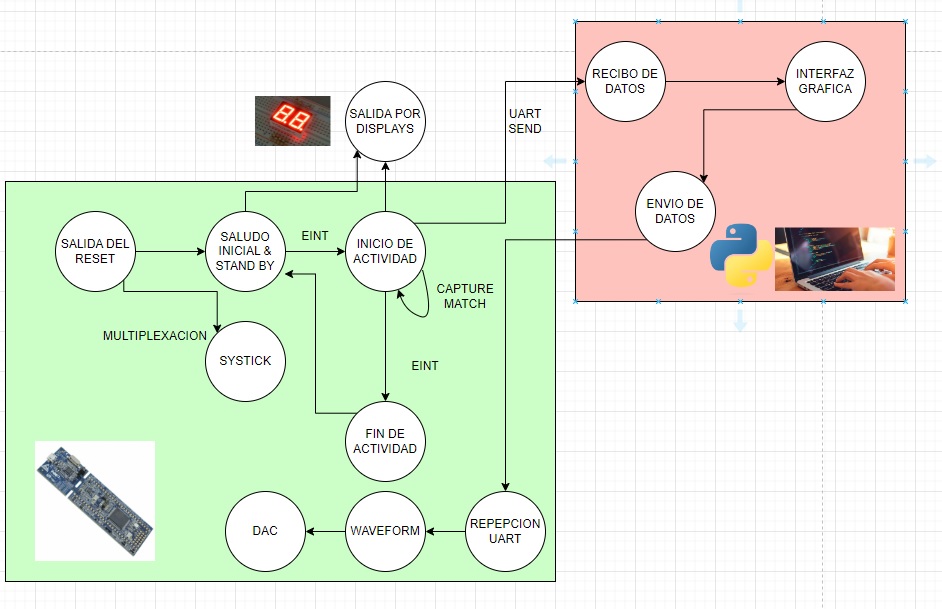 RECIBO DE
DATOS
INTERFAZ
GRAFICA
SALIDA POR
DISPLAYS
88
UART
SEND
ENVIO DE
DATOS
SALIDA DEL
RESET
SALUDO
INICIAL &
STAND BY
EINT
INICIO DE
ACTIVIDAD
CAPTURE
MATCH
MULTIPLEXACION
SYSTICK
EINT
FIN DE
ACTIVIDAD
DAC
WAVEFORM
REPEPCION
UART